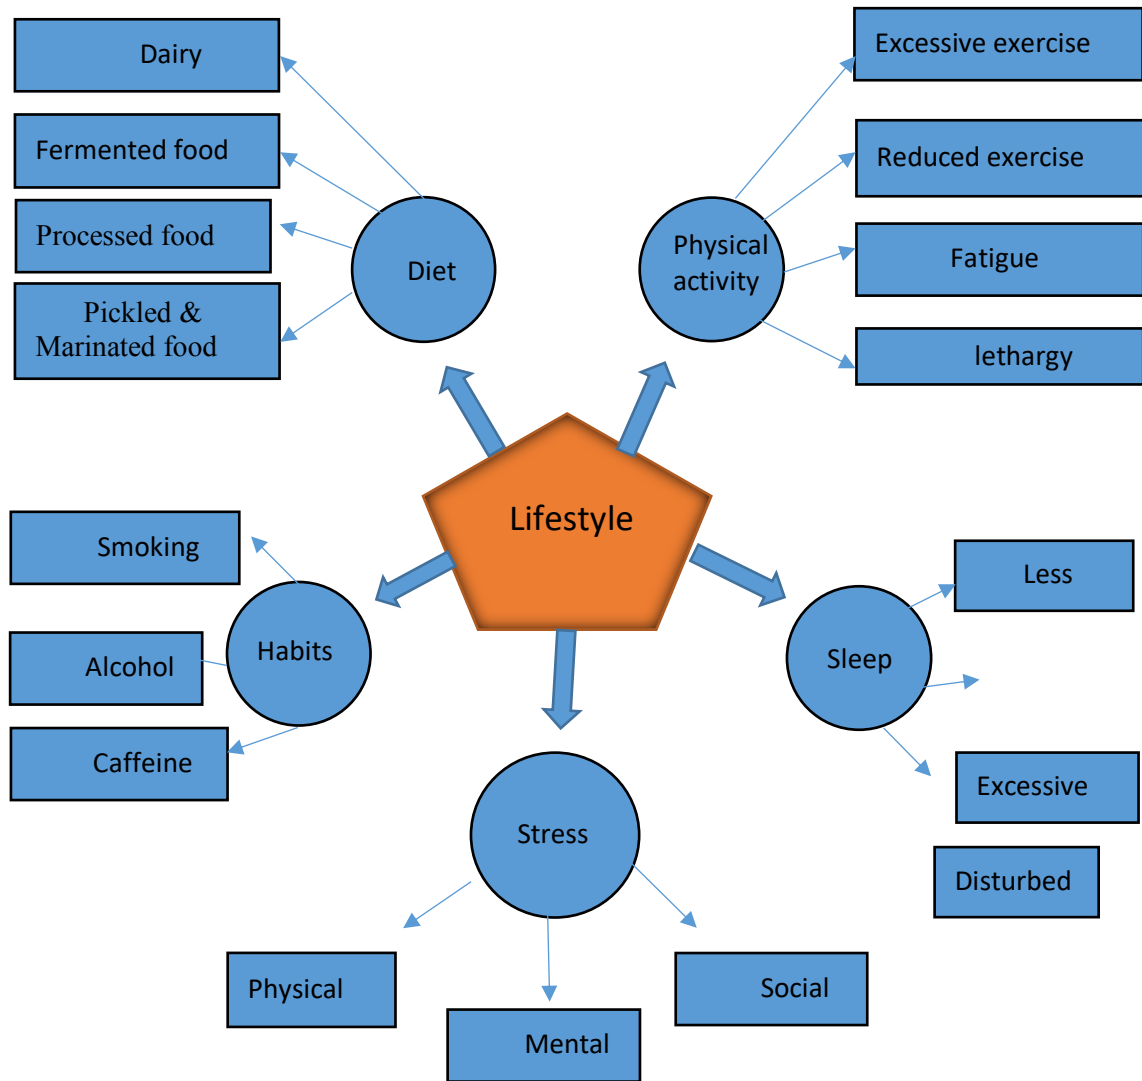 Dairy
Excessive exercise
Fermented food
Reduced exercise
Processed food
Diet
Physical
activity
Fatigue
Pickled &
Marinated food
lethargy
Lifestyle
Smoking
Less
Alcohol
Habits
Sleep
Caffeine
Excessive
Stress
Disturbed
Physical
Social
Mental